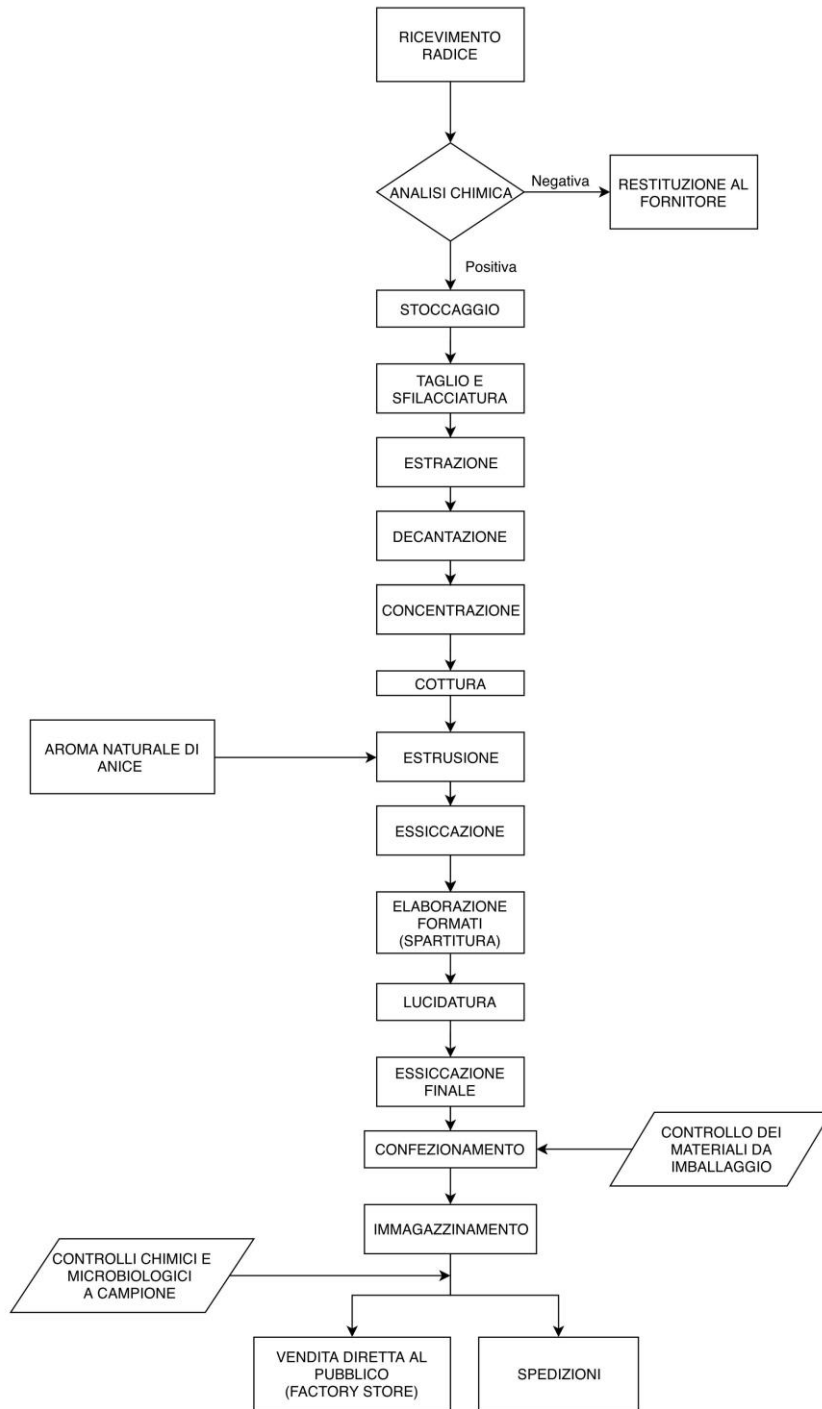 RICEVIMENTO
RADICE
ANALISI CHIMICA
Negativa
RESTITUZIONE AL
FORNITORE
Positiva
STOCCAGGIO
TAGLIO E
SFILACCIATURA
ESTRAZIONE
DECANTAZIONE
CONCENTRAZIONE
COTTURA
AROMA NATURALE DI
ANICE
ESTRUSIONE
ESSICCAZIONE
ELABORAZIONE
FORMATI
(SPARTITURA)
LUCIDATURA
ESSICCAZIONE
FINALE
CONFEZIONAMENTO
CONTROLLO DEI
MATERIALI DA
IMBALLAGGIO
IMMAGAZZINAMENTO
CONTROLLI CHIMICI E
MICROBIOLOGICI
A CAMPIONE
VENDITA DIRETTA AL
PUBBLICO
(FACTORY STORE)
SPEDIZIONI